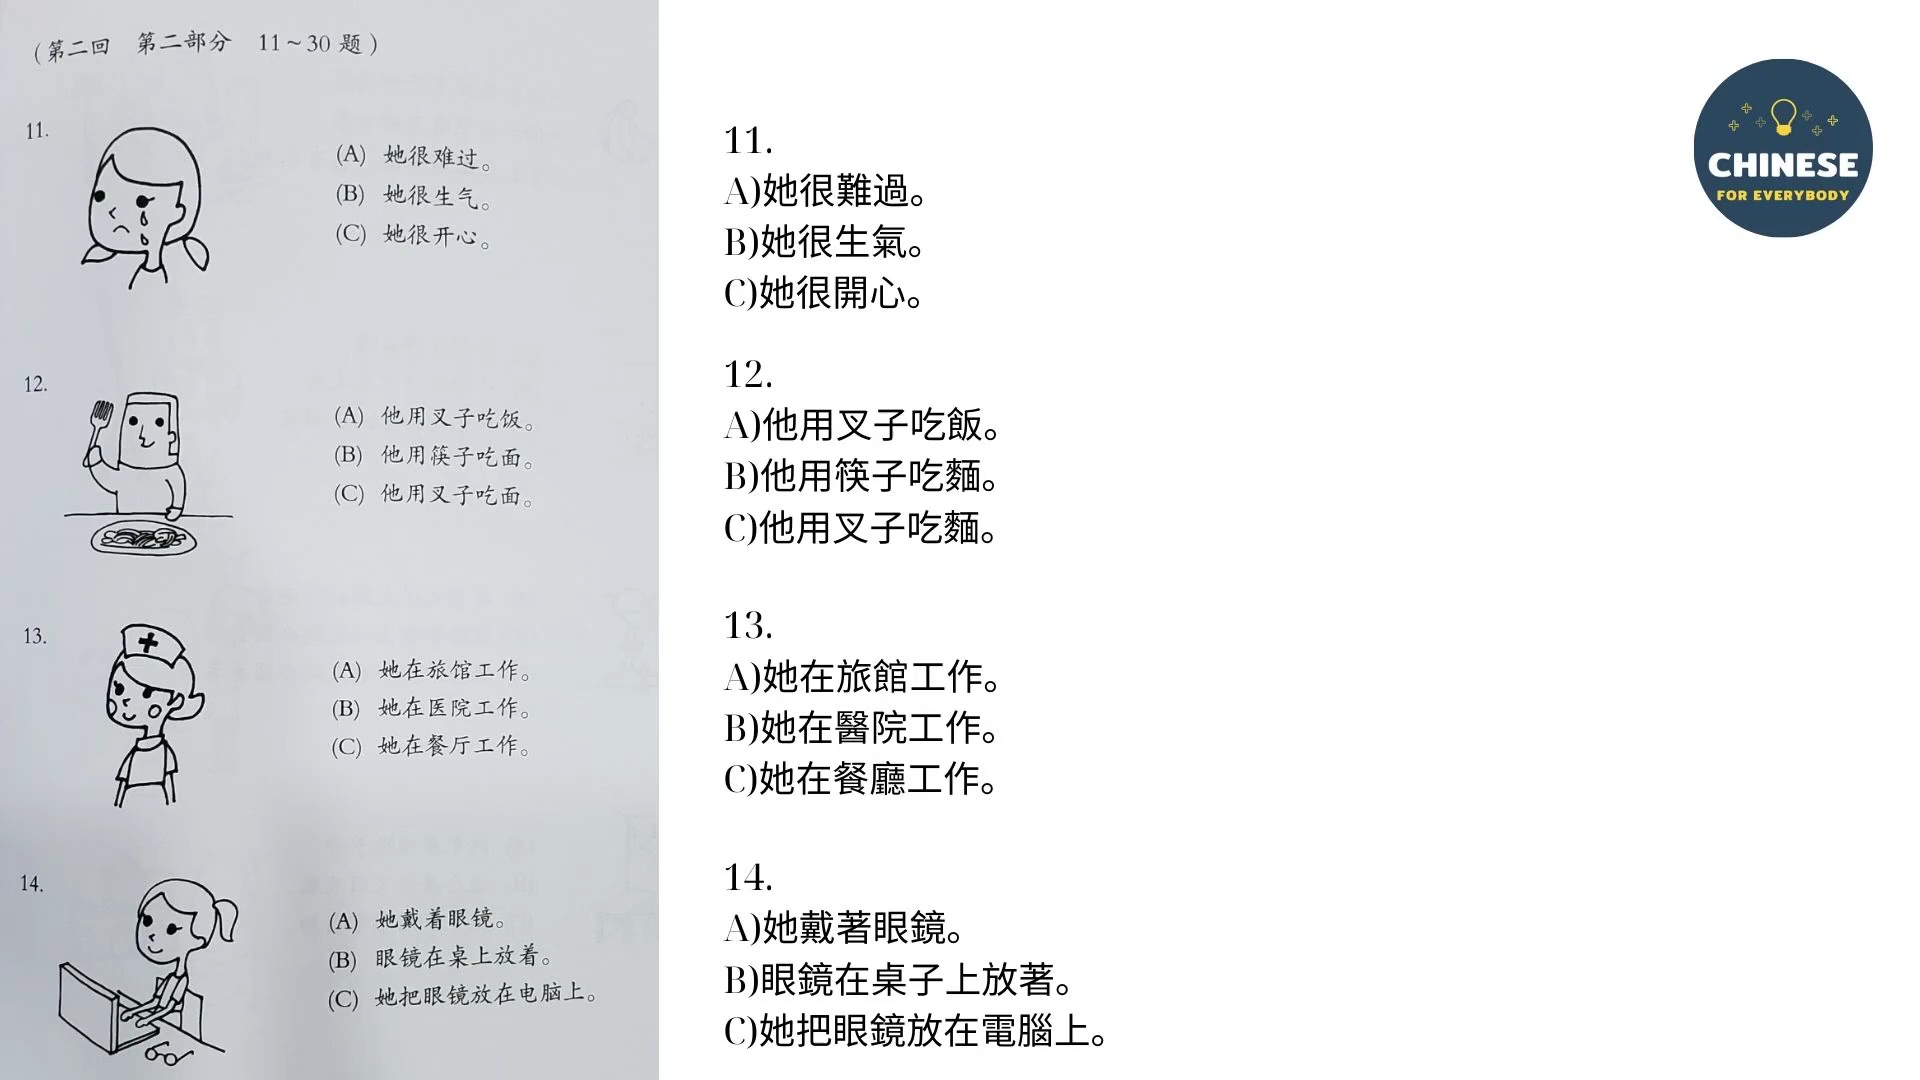 (第二回 第二部分 11~30 题)
11.
(A) 她很难过。
(B) 她很生气。
(C) 她很开心。
12.
(A) 他用叉子吃饭。
(B) 他用筷子吃面。
(C) 他用叉子吃面。
13.
(A) 她在旅馆工作。
(B) 她在医院工作。
(C) 她在餐厅工作。
14.
(A) 她戴着眼镜。
(B) 眼镜在桌上放着。
(C) 她把眼镜放在电脑上。
11.
A)她很難過。
B)她很生氣。
C)她很開心。
12.
A)他用叉子吃飯。
B)他用筷子吃麵。
C)他用叉子吃麵。
13.
A)她在旅館工作。
B)她在醫院工作。
C)她在餐廳工作。
14.
A)她戴著眼鏡。
B)眼鏡在桌子上放著。
C)她把眼鏡放在電腦上。
CHINESE
FOR EVERYBODY